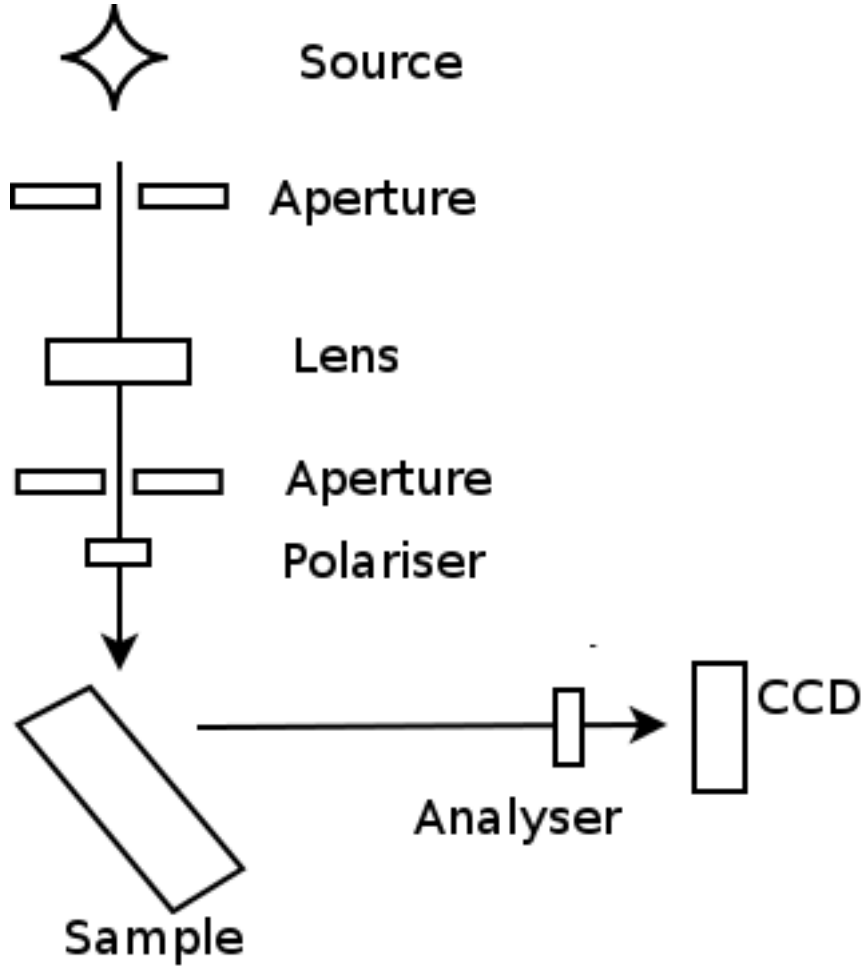 Source
Aperture
Lens
Aperture
Polariser
CCD
Analyser
Sample